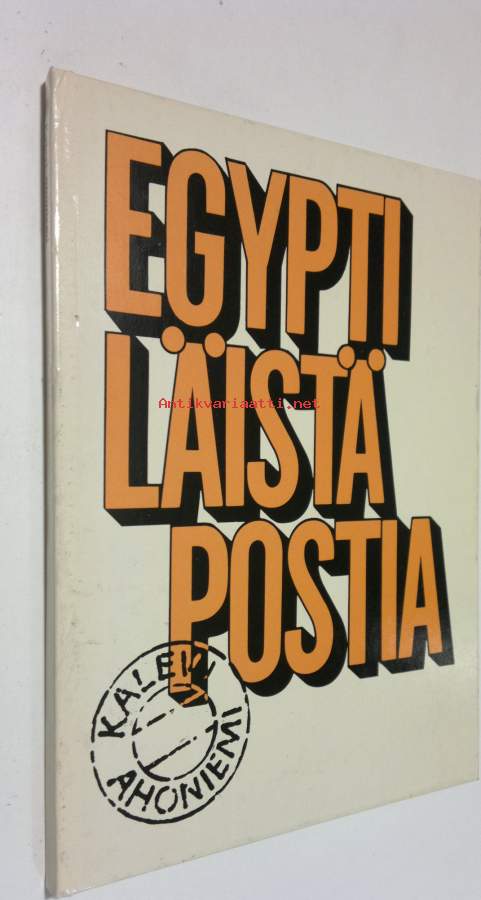 EGYPTI
LÄISTÄ
POSTIA
KALEVI
AHONIEMI
Antikvariaatti.net